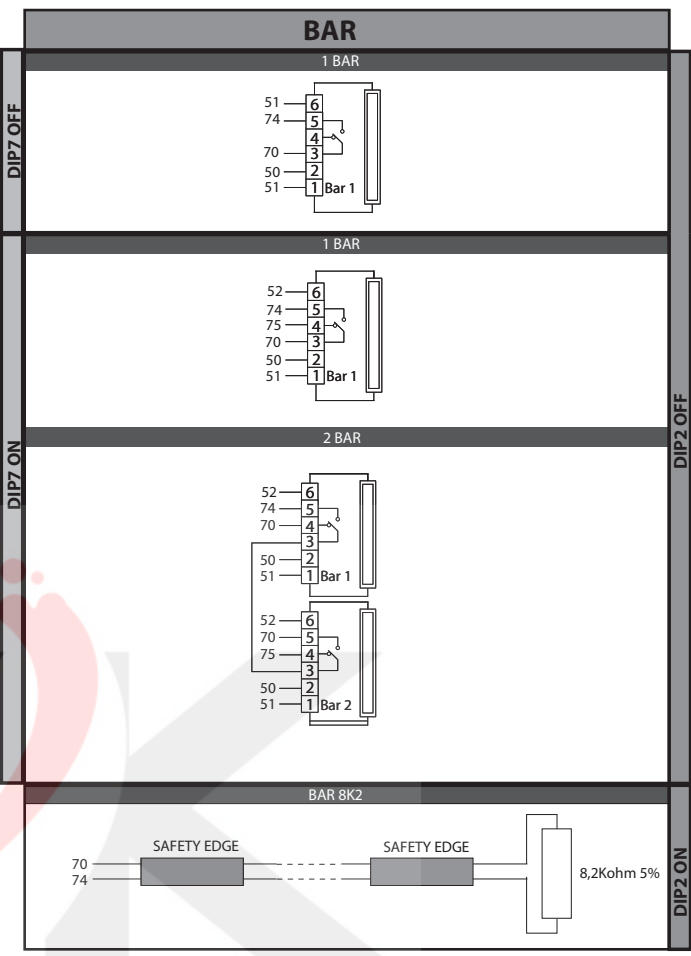 BAR
1 BAR
DIP7 OFF
51 6
74 5
4
70 3
50 2
51 1 Bar 1
1 BAR
DIP7 ON
DIP2 OFF
52 6
74 5
75 4
70 3
50 2
51 1 Bar 1
2 BAR
52 6
74 5
70 4
3
50 2
51 1 Bar 1
52 6
70 5
75 4
3
50 2
51 1 Bar 2
BAR 8K2
DIP2 ON
SAFETY EDGE SAFETY EDGE
70
74
8,2Kohm 5%